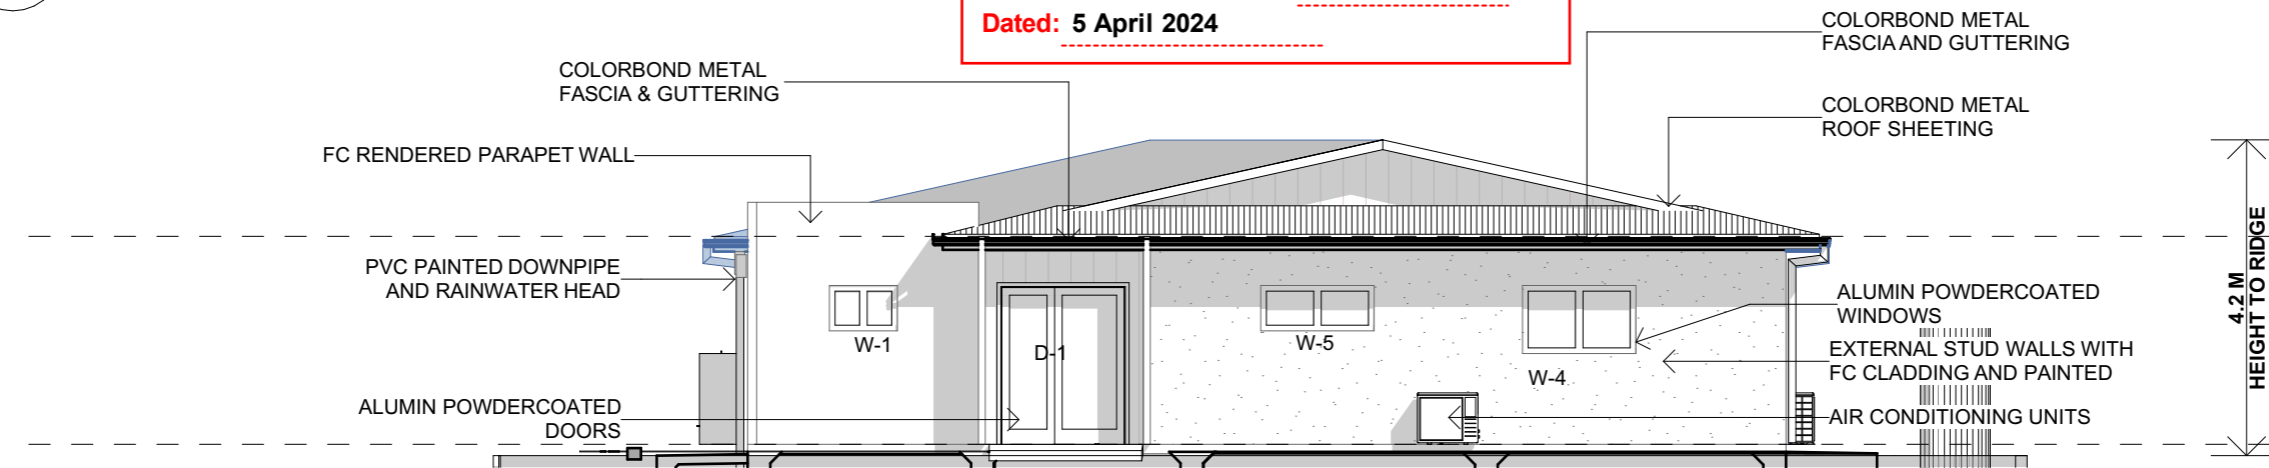 Dated: 5 April 2024
COLORBOND METAL
FASCIA AND GUTTERING
COLORBOND METAL
FASCIA & GUTTERING
COLORBOND METAL
ROOF SHEETING
FC RENDERED PARAPET WALL
PVC PAINTED DOWNPIPE
AND RAINWATER HEAD
ALUMIN POWDERCOATED
WINDOWS
W-1
D-1
W-5
W-4
EXTERNAL STUD WALLS WITH
FC CLADDING AND PAINTED
ALUMIN POWDERCOATED
DOORS
AIR CONDITIONING UNITS
4.2 M
HEIGHT TO RIDGE